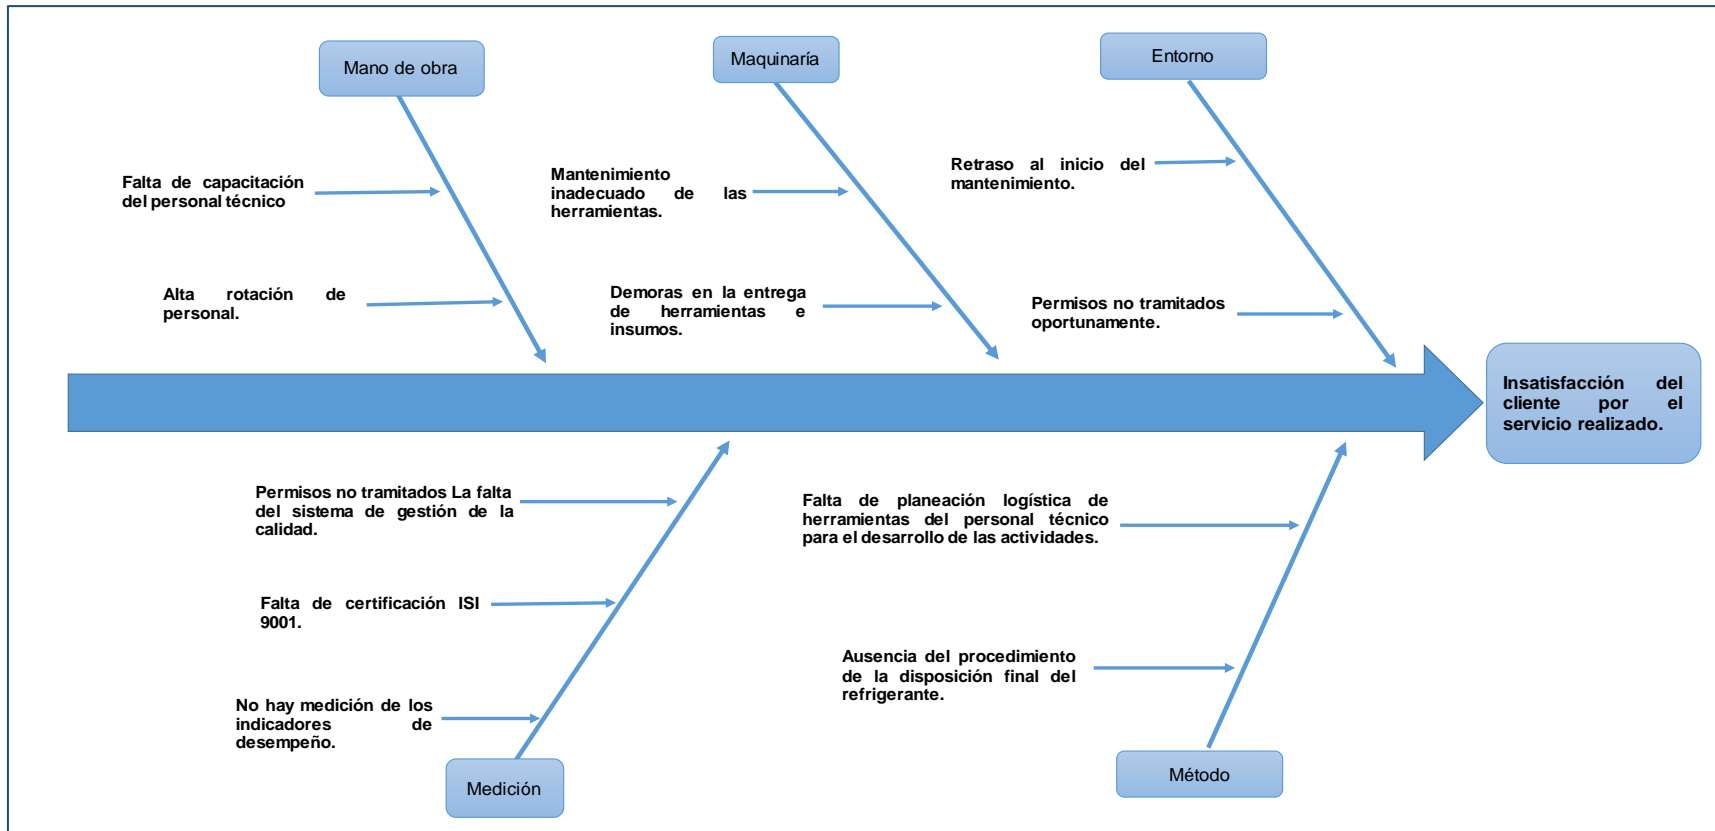 Mano de obra
Maquinaría
Entorno
Falta de capacitación
del personal técnico
Mantenimiento
inadecuado de las
herramientas.
Retraso al inicio del
mantenimiento.
Alta rotación de
personal.
Demoras en la entrega
de herramientas e
insumos.
Permisos no tramitados
oportunamente.
Insatisfacción del
cliente por el
servicio realizado.
Permisos no tramitados La falta
del sistema de gestión de la
calidad.
Falta de planeación logística de
herramientas del personal técnico
para el desarrollo de las actividades.
Falta de certificación ISI
9001.
Ausencia del procedimiento
de la disposición final del
refrigerante.
No hay medición de los
indicadores de
desempeño.
Medición
Método